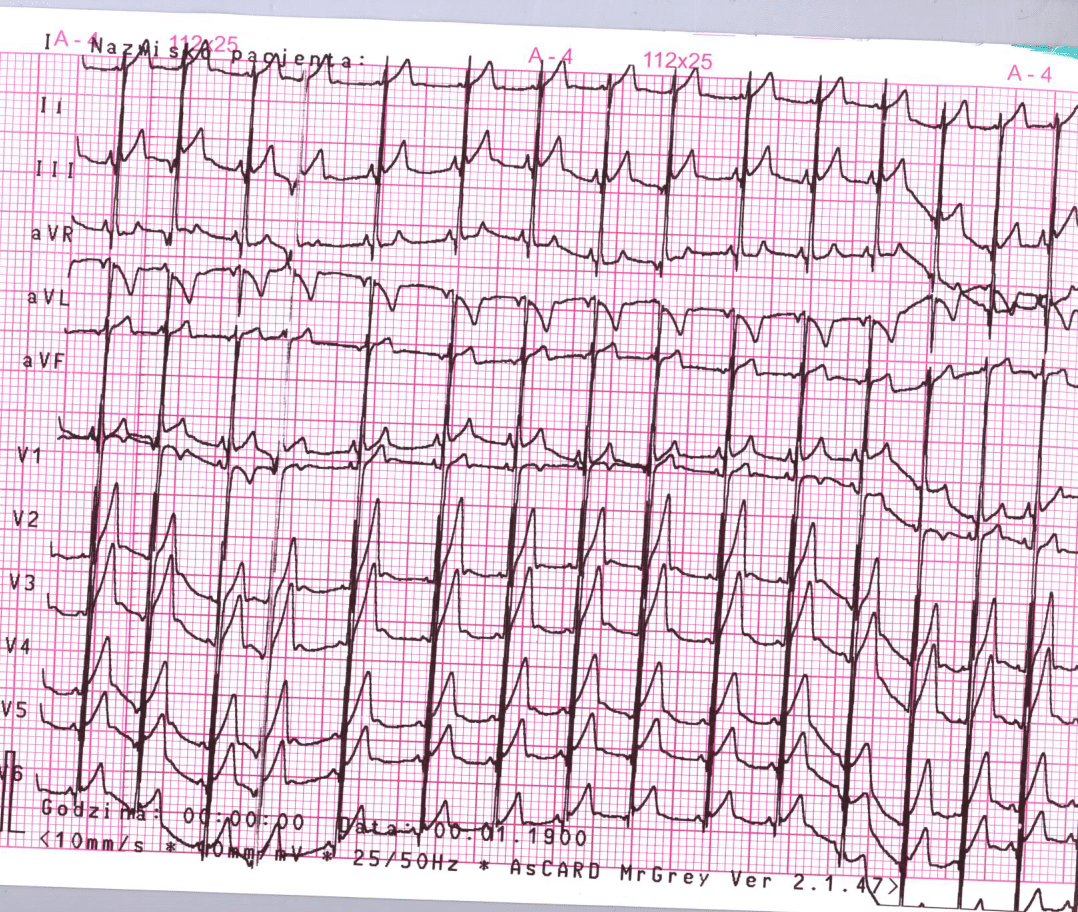 A - 4 112x25 A - 4 112x25 A - 4
I Nazwisko pacjenta:
II
III
aVR
aVL
aVF
V1
V2
V3
V4
V5
V6
Godzina: 00:00:00 Data: 00.01.1900
<10mm/s * 10mm/mV * 25/50Hz * AsCARD MrGrey Ver 2.1.47>